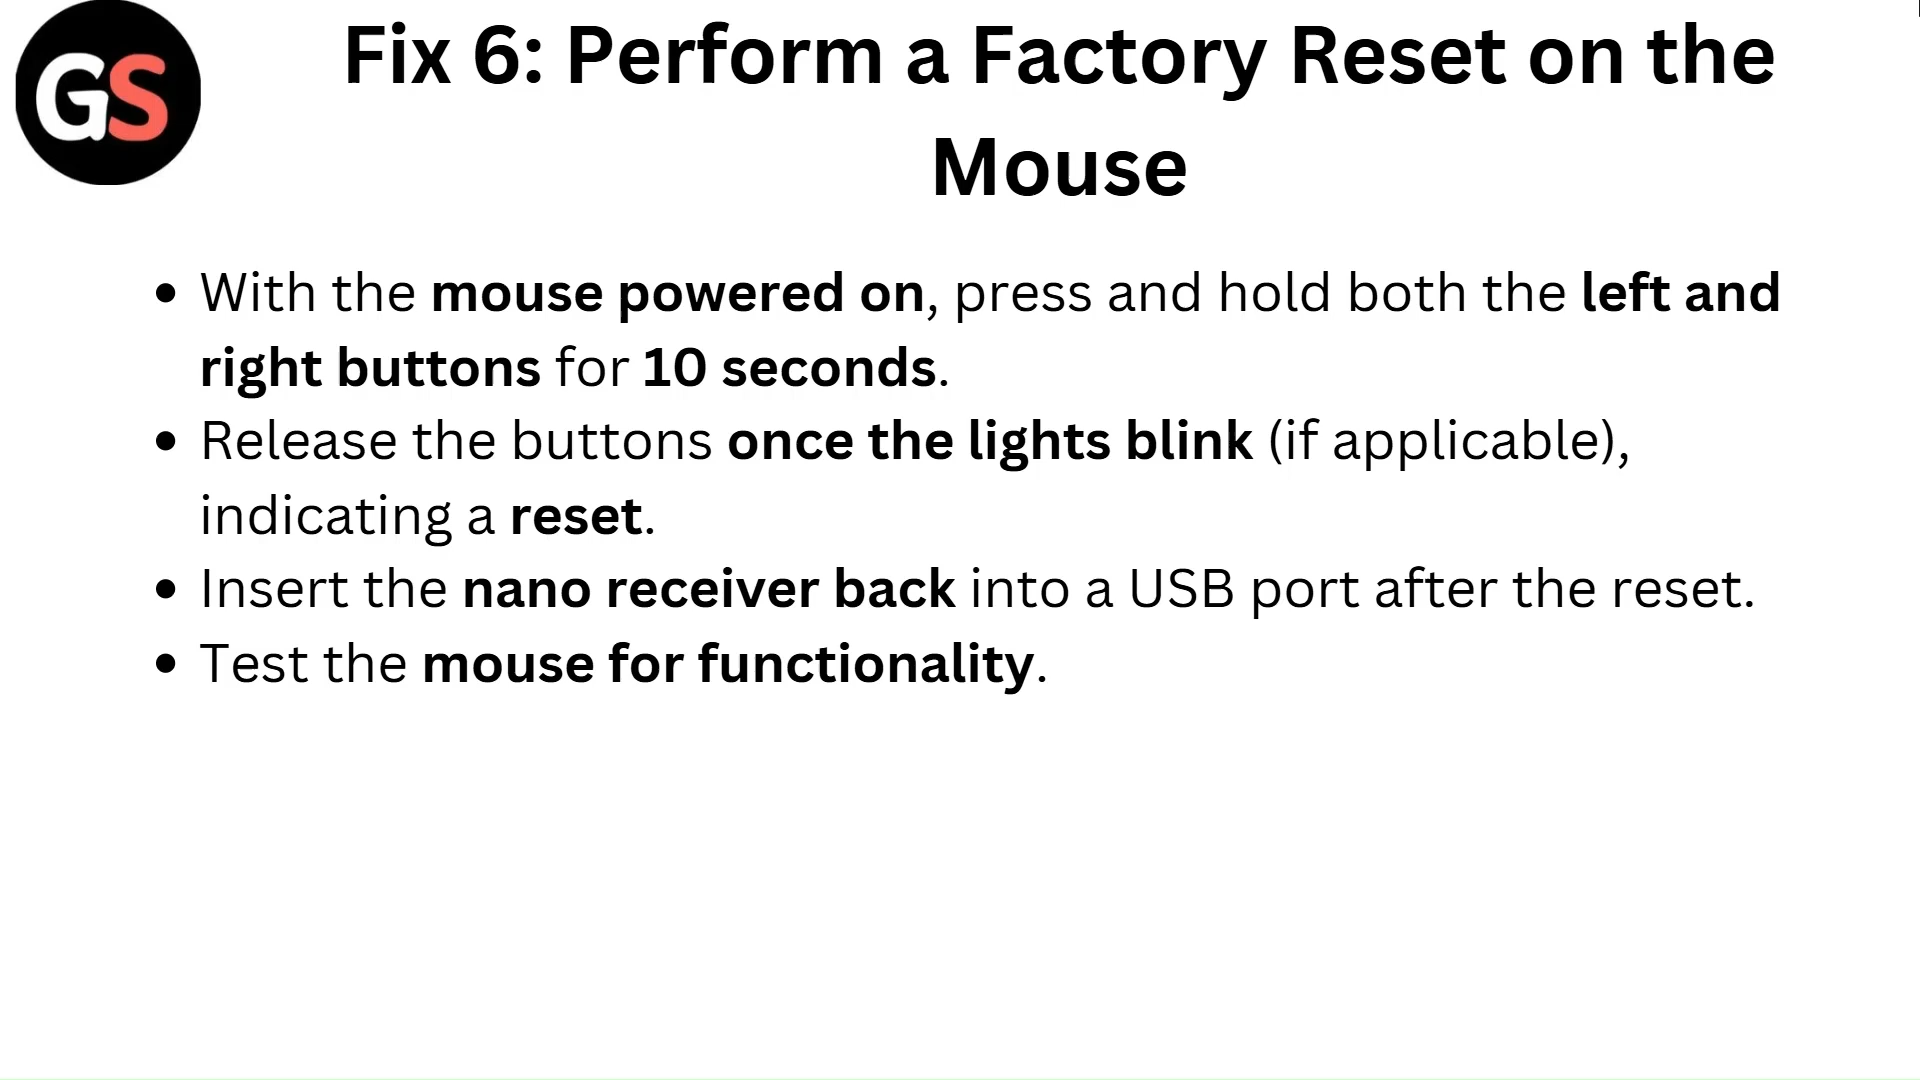 GS
Fix 6: Perform a Factory Reset on the
Mouse
• With the mouse powered on, press and hold both the left and
right buttons for 10 seconds.
• Release the buttons once the lights blink (if applicable),
indicating a reset.
• Insert the nano receiver back into a USB port after the reset.
• Test the mouse for functionality.